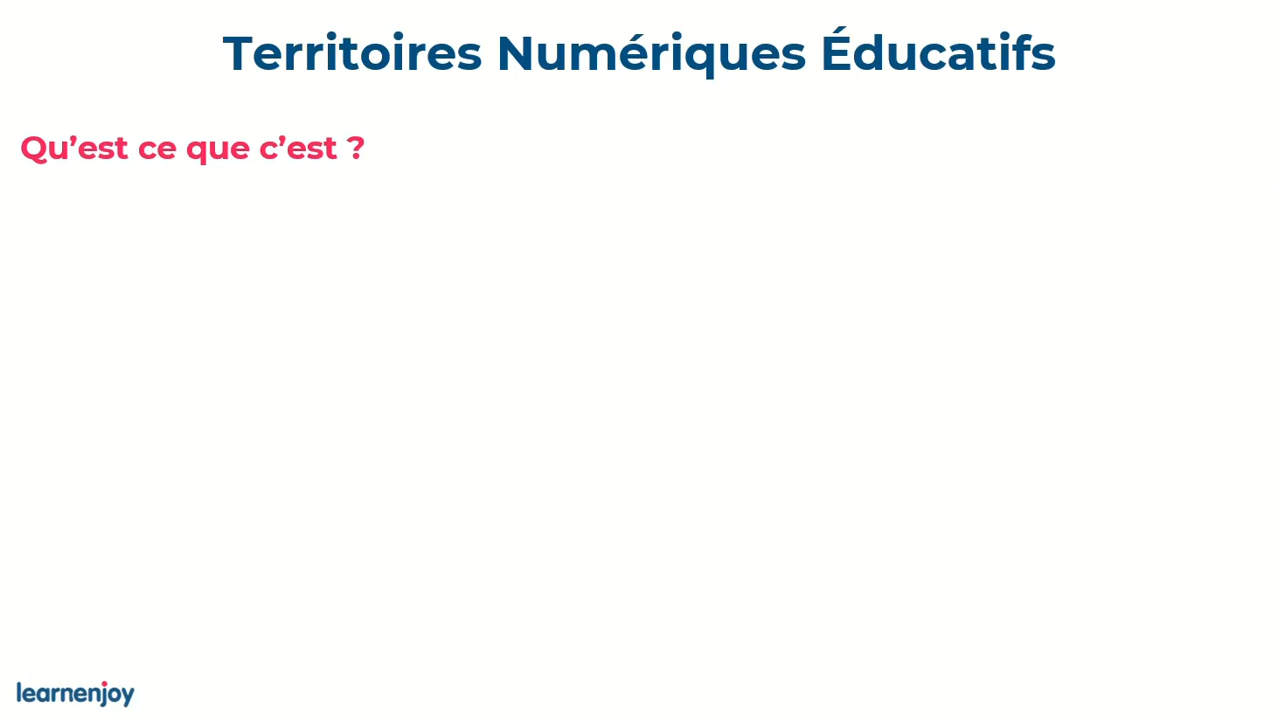 Territoires Numériques Éducatifs
Qu’est ce que c’est ?
learnenjoy